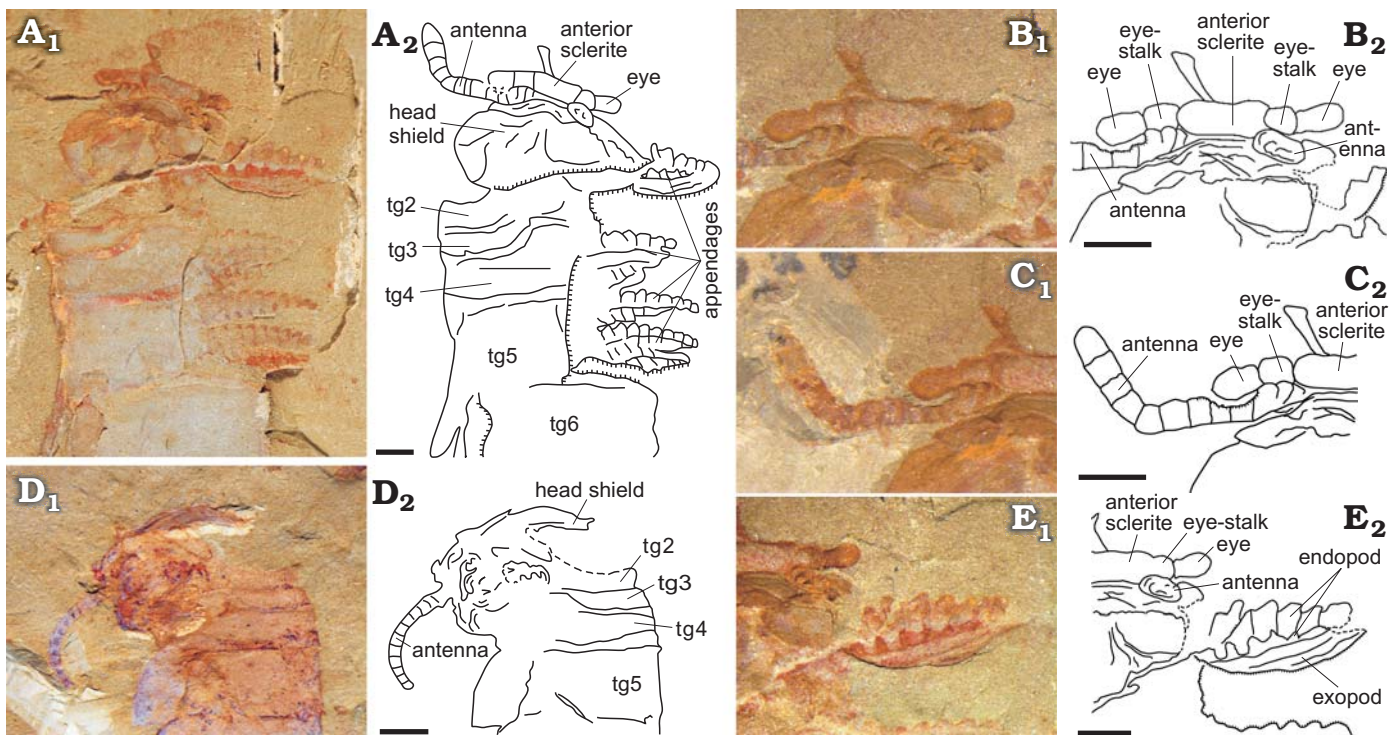 A1
A2
antenna
anterior
sclerite
eye
head
shield
tg2
tg3
tg4
tg5
tg6
appendages
B1
B2
eye
eye-
stalk
anterior
sclerite
eye-
stalk
eye
ant-
enna
antenna
C1
C2
antenna
eye
eye-
stalk
anterior
sclerite
D1
D2
head shield
tg2
tg3
tg4
tg5
antenna
E1
E2
anterior
sclerite
eye-stalk
eye
antenna
endopod
exopod